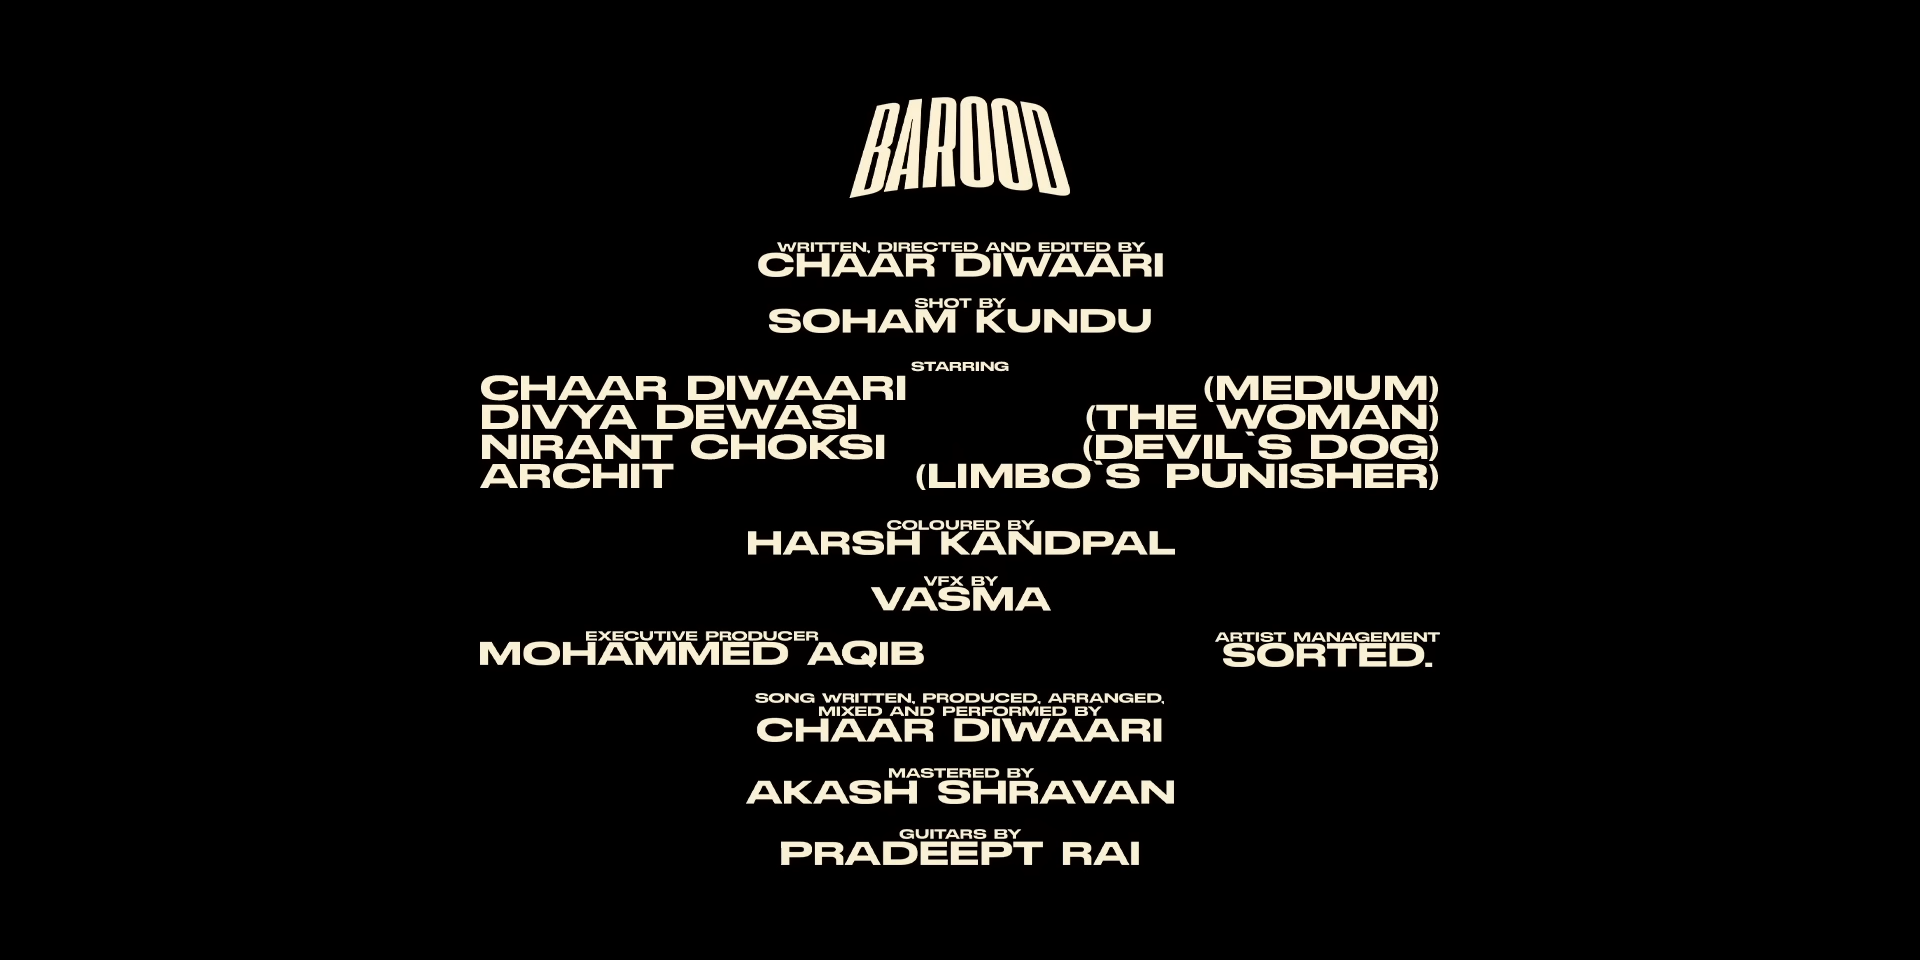 BAROOD
WRITTEN, DIRECTED AND EDITED BY
CHAAR DIWAARI
SHOT BY
SOHAM KUNDU
STARRING
CHAAR DIWAARI (MEDIUM)
DIVYA DEWASI (THE WOMAN)
NIRANT CHOKSI (DEVIL`S DOG)
ARCHIT (LIMBO`S PUNISHER)
COLOURED BY
HARSH KANDPAL
VFX BY
VASMA
EXECUTIVE PRODUCER ARTIST MANAGEMENT
MOHAMMED AQIB SORTED.
SONG WRITTEN, PRODUCED, ARRANGED,
MIXED AND PERFORMED BY
CHAAR DIWAARI
MASTERED BY
AKASH SHRAVAN
GUITARS BY
PRADEEPT RAI